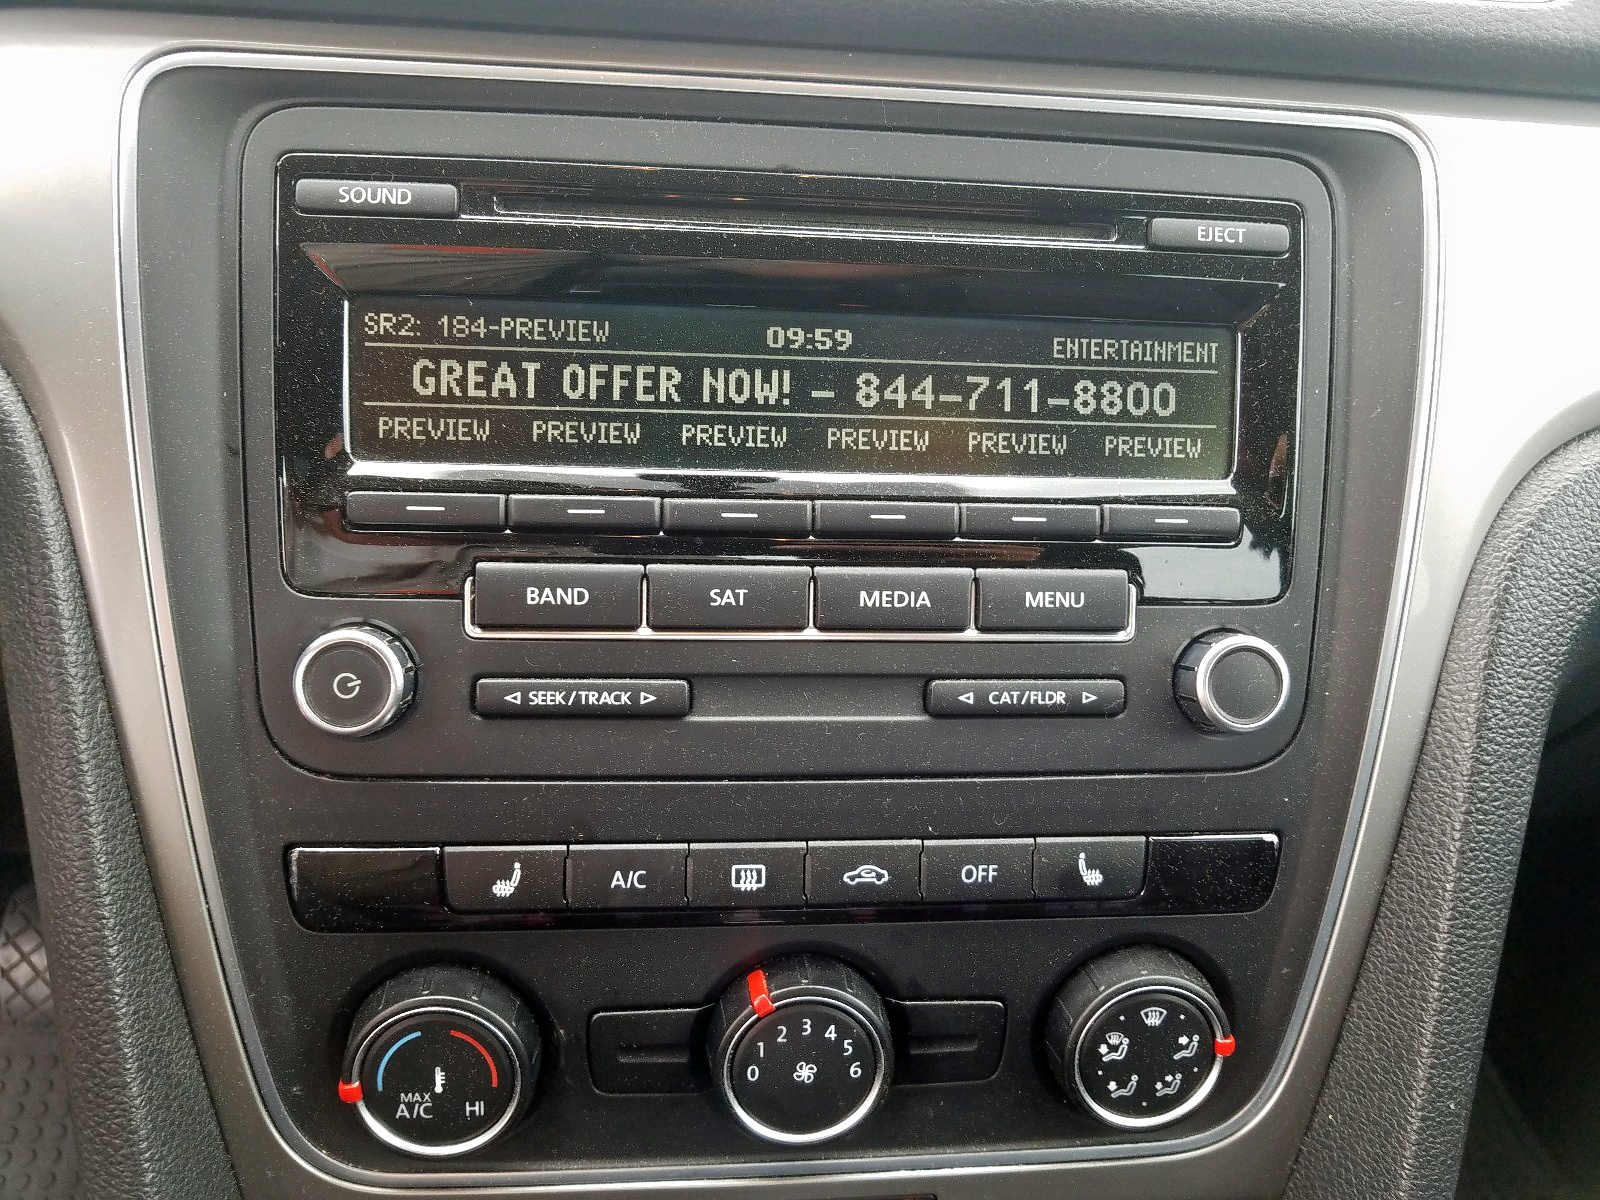 SOUND
EJECT
SR2: 184-PREVIEW 09:59 ENTERTAINMENT
GREAT OFFER NOW! - 844-711-8800
PREVIEW PREVIEW PREVIEW PREVIEW PREVIEW PREVIEW
BAND SAT MEDIA MENU
SEEK/TRACK CAT/FLDR
A/C OFF
MAX
A/C HI
0 1 2 3 4 5 6